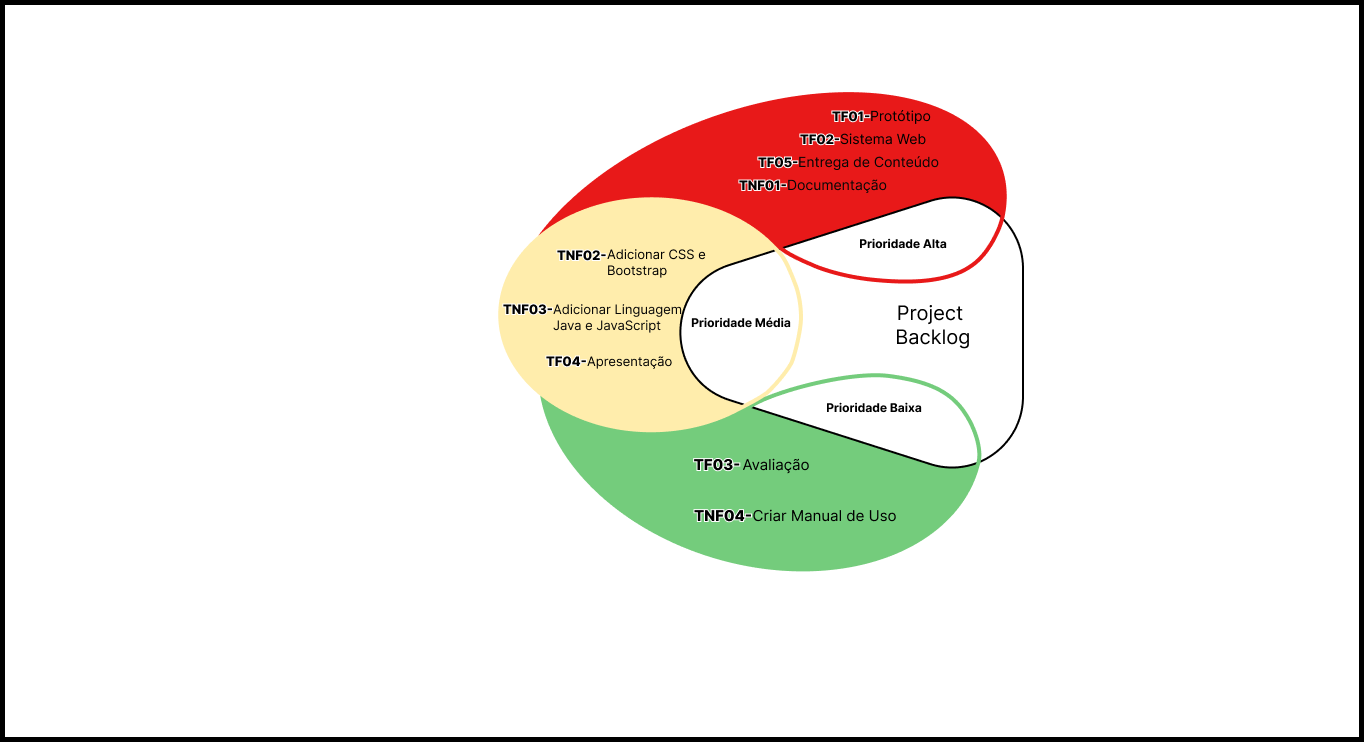 TF01-Protótipo
TF02-Sistema Web
TF05-Entrega de Conteúdo
TNF01-Documentação
Prioridade Alta
TNF02-Adicionar CSS e
Bootstrap
TNF03-Adicionar Linguagem
Java e JavaScript
TF04-Apresentação
Prioridade Média
Project
Backlog
Prioridade Baixa
TF03- Avaliação
TNF04-Criar Manual de Uso